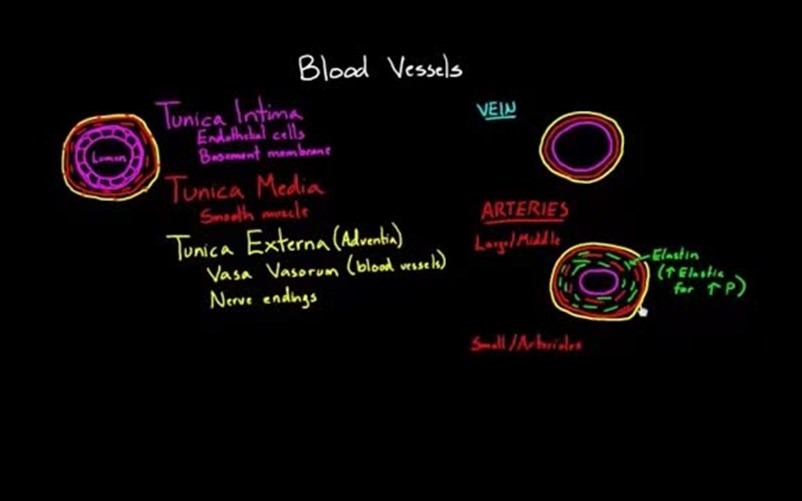 Blood Vessels
Lumen
Tunica Intima
Endothelial cells
Basement membrane
Tunica Media
Smooth muscle
Tunica Externa (Adventia)
Vasa Vasorum (blood vessels)
Nerve endings
VEIN
ARTERIES
Large/Middle
Elastin
(↑ Elastic
for ↑ P)
Small/Arterioles